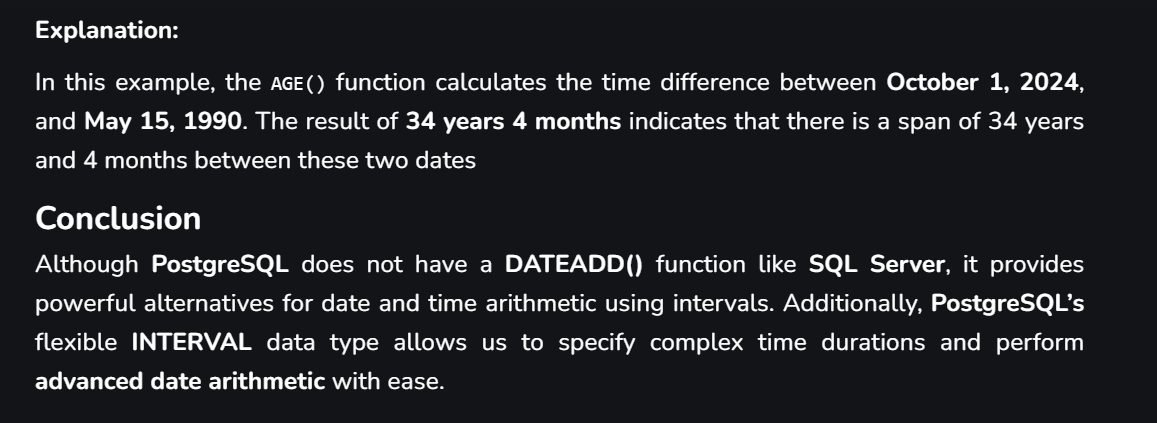 Explanation:
In this example, the AGE() function calculates the time difference between October 1, 2024,
and May 15, 1990. The result of 34 years 4 months indicates that there is a span of 34 years
and 4 months between these two dates
Conclusion
Although PostgreSQL does not have a DATEADD() function like SQL Server, it provides
powerful alternatives for date and time arithmetic using intervals. Additionally, PostgreSQL’s
flexible INTERVAL data type allows us to specify complex time durations and perform
advanced date arithmetic with ease.